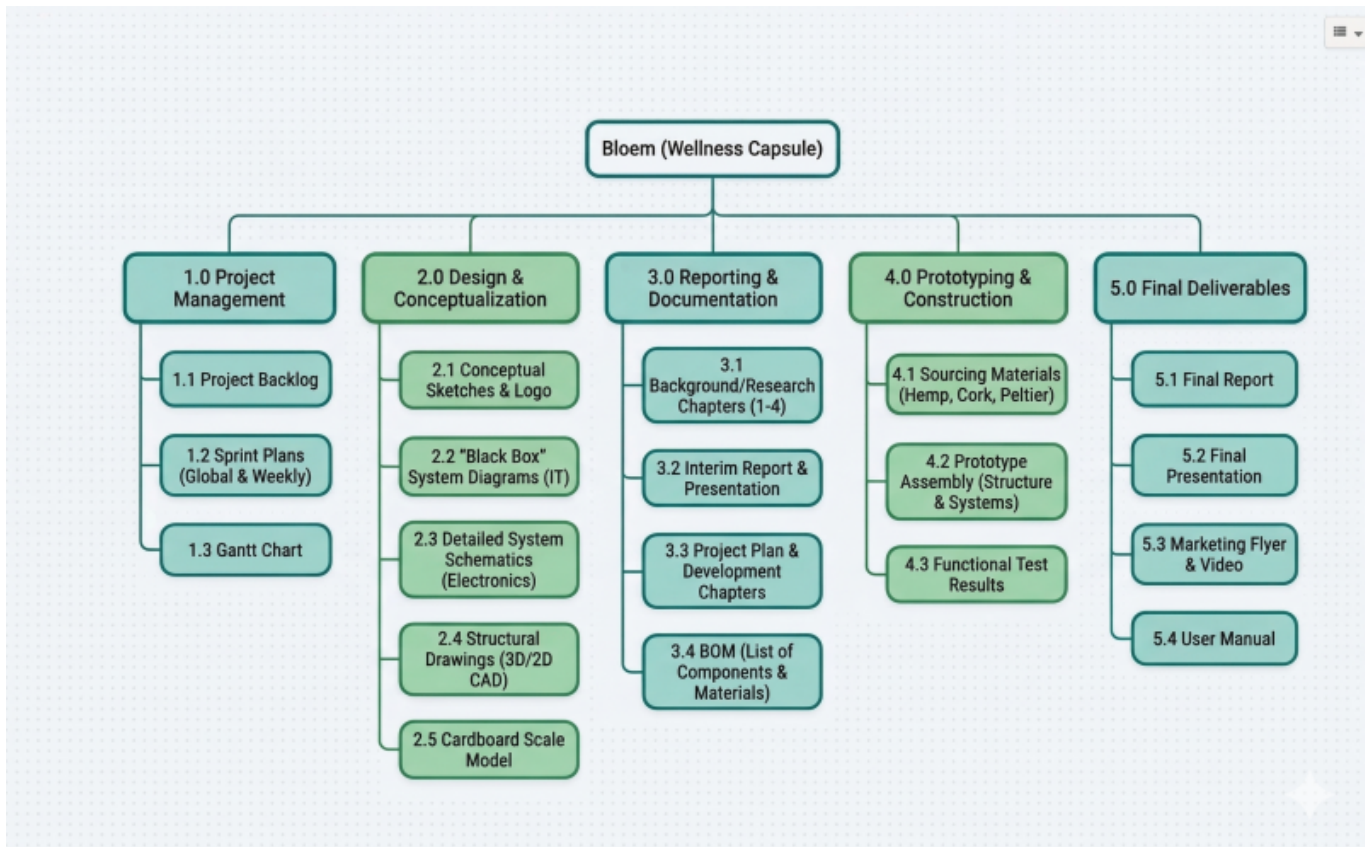 Bloem (Wellness Capsule)
1.0 Project
Management
1.1 Project Backlog
1.2 Sprint Plans
(Global & Weekly)
1.3 Gantt Chart
2.0 Design &
Conceptualization
2.1 Conceptual
Sketches & Logo
2.2 "Black Box"
System Diagrams (IT)
2.3 Detailed System
Schematics
(Electronics)
2.4 Structural
Drawings (3D/2D
CAD)
2.5 Cardboard Scale
Model
3.0 Reporting &
Documentation
3.1
Background/Research
Chapters (1-4)
3.2 Interim Report &
Presentation
3.3 Project Plan &
Development
Chapters
3.4 BOM (List of
Components &
Materials)
4.0 Prototyping &
Construction
4.1 Sourcing Materials
(Hemp, Cork, Peltier)
4.2 Prototype
Assembly (Structure
& Systems)
4.3 Functional Test
Results
5.0 Final Deliverables
5.1 Final Report
5.2 Final
Presentation
5.3 Marketing Flyer
& Video
5.4 User Manual